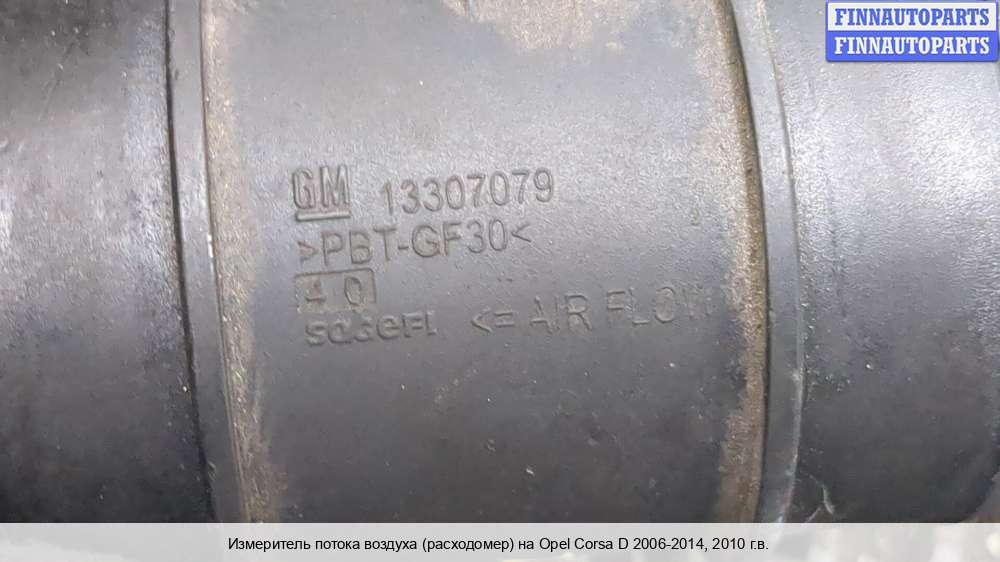 FINNAUTOPARTS
FINNAUTOPARTS
GM 13307079
>PBT-GF30<
40
sogefi <= AIR FLOW
Измеритель потока воздуха (расходомер) на Opel Corsa D 2006-2014, 2010 г.в.